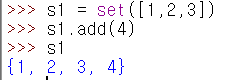 >>> s1 = set([1,2,3])
>>> s1.add(4)
>>> s1
{1, 2, 3, 4}